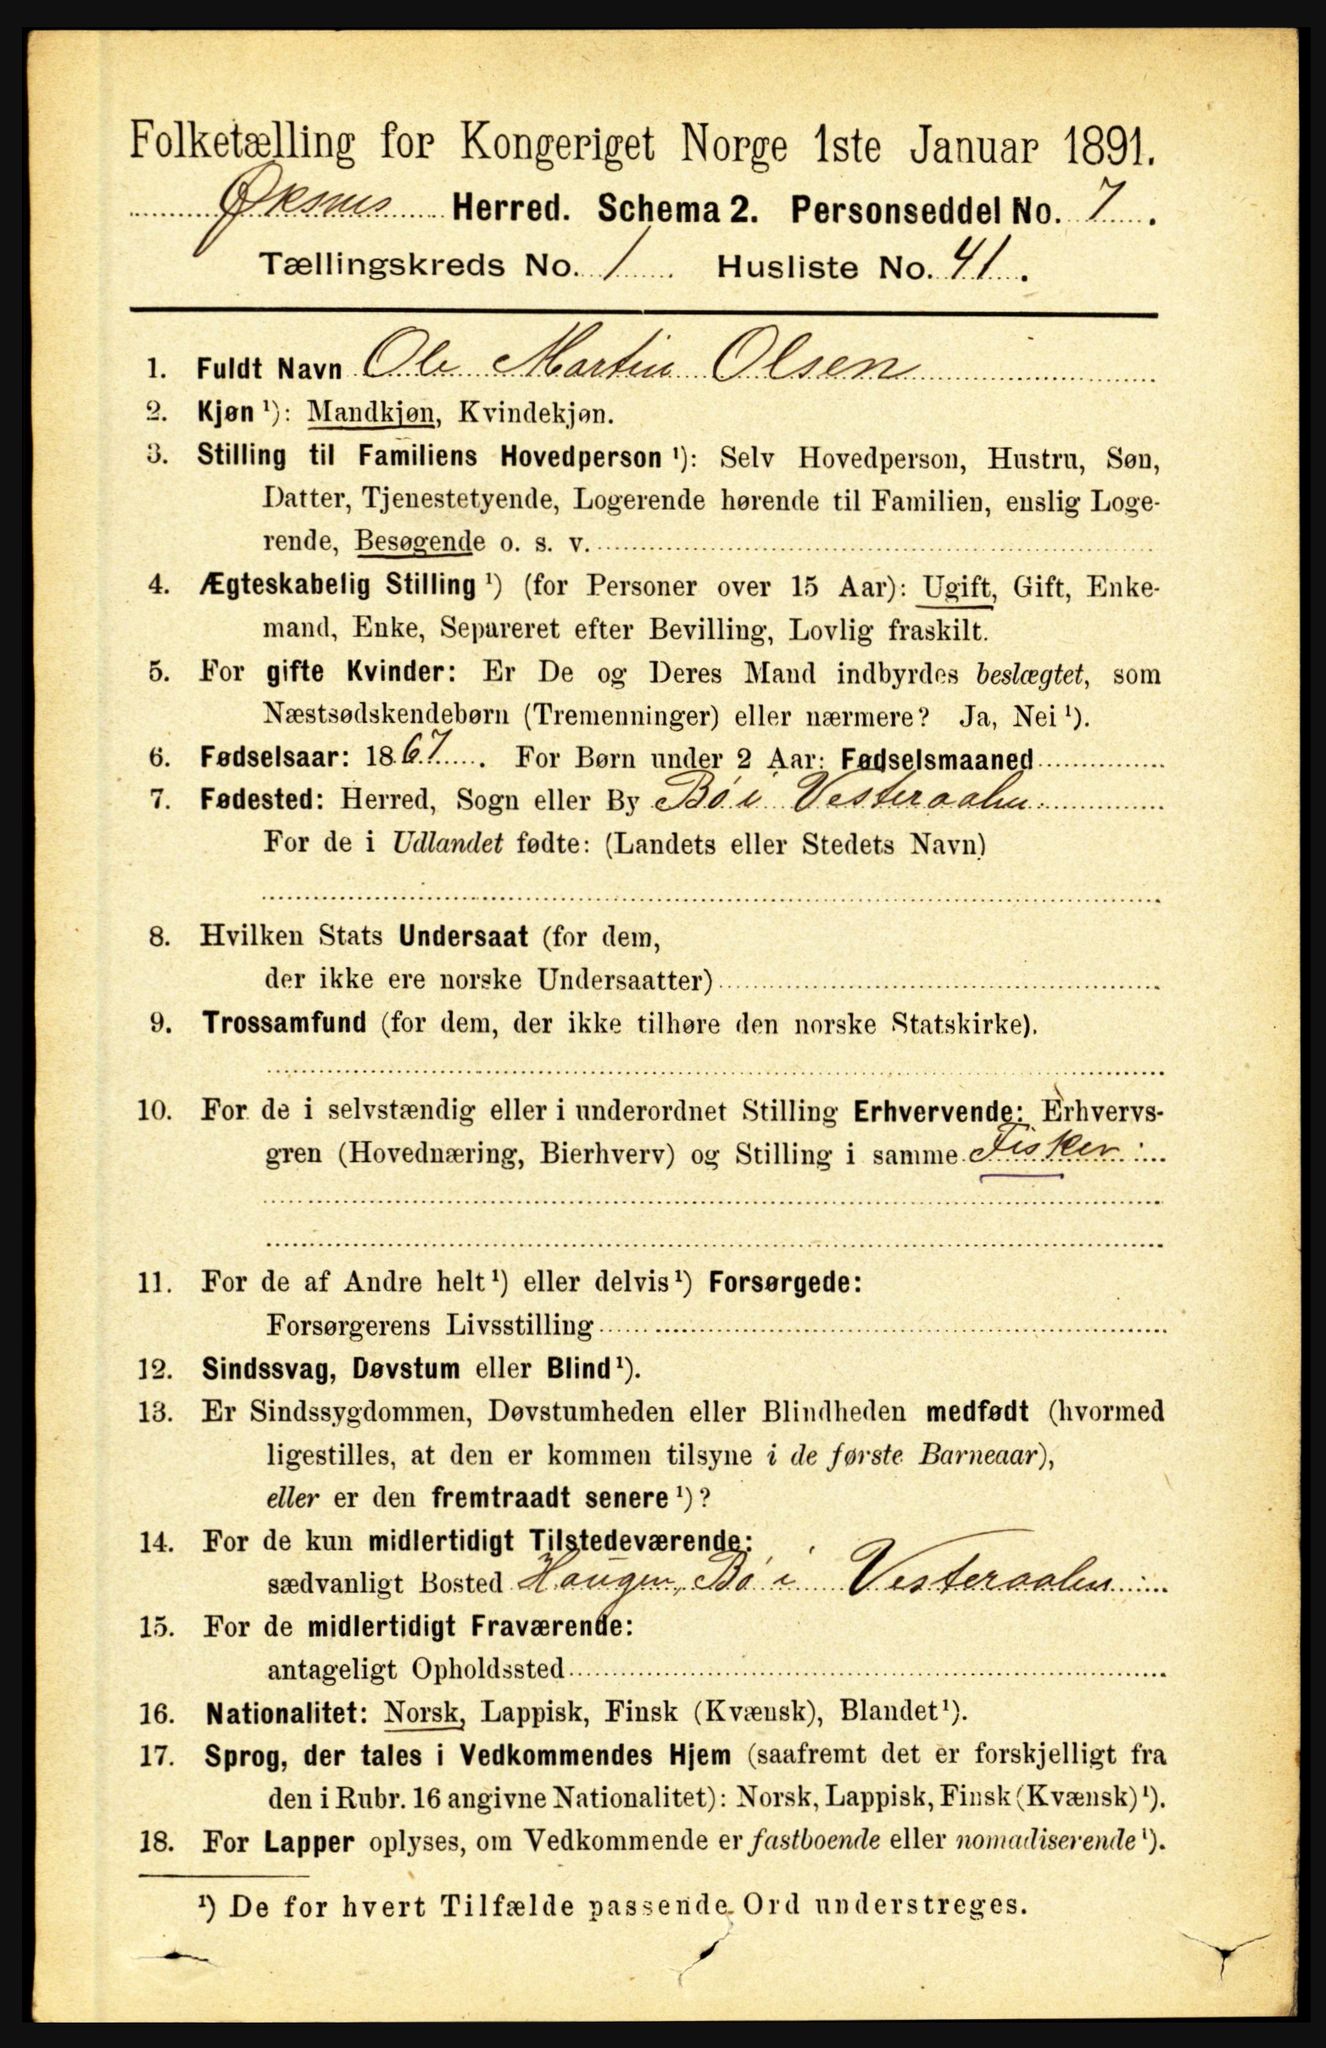 Folketælling for Kongeriget Norge 1ste Januar 1891.
Øksnes Herred. Schema 2. Personseddel No. 7.
Tællingskreds No. 1 Husliste No. 41.
1. Fuldt Navn Ole Martin Olsen
2. Kjøn ¹): Mandkjøn, Kvindekjøn.
3. Stilling til Familiens Hovedperson ¹): Selv Hovedperson, Hustru, Søn,
Datter, Tjenestetyende, Logerende hørende til Familien, enslig Loge-
rende, Besøgende o. s. v.
4. Ægteskabelig Stilling ¹) (for Personer over 15 Aar): Ugift, Gift, Enke-
mand, Enke, Separeret efter Bevilling, Lovlig fraskilt.
5. For gifte Kvinder: Er De og Deres Mand indbyrdes beslægtet, som
Næstsødskendebørn (Tremenninger) eller nærmere? Ja, Nei ¹).
6. Fødselsaar: 1867. For Børn under 2 Aar: Fødselsmaaned
7. Fødested: Herred, Sogn eller By Bø i Vesteraalen
For de i Udlandet fødte: (Landets eller Stedets Navn)
8. Hvilken Stats Undersaat (for dem,
der ikke ere norske Undersaatter)
9. Trossamfund (for dem, der ikke tilhøre den norske Statskirke).
10. For de i selvstændig eller i underordnet Stilling Erhvervende: Erhvervs-
gren (Hovednæring, Bierhverv) og Stilling i samme Fisker
11. For de af Andre helt ¹) eller delvis ¹) Forsørgede:
Forsørgerens Livsstilling
12. Sindssvag, Døvstum eller Blind ¹).
13. Er Sindssygdommen, Døvstumheden eller Blindheden medfødt (hvormed
ligestilles, at den er kommen tilsyne i de første Barneaar),
eller er den fremtraadt senere ¹)?
14. For de kun midlertidigt Tilstedeværende:
sædvanligt Bosted Haugen, Bø i Vesteraalen
15. For de midlertidigt Fraværende:
antageligt Opholdssted
16. Nationalitet: Norsk, Lappisk, Finsk (Kvænsk), Blandet ¹).
17. Sprog, der tales i Vedkommendes Hjem (saafremt det er forskjelligt fra
den i Rubr. 16 angivne Nationalitet): Norsk, Lappisk, Finsk (Kvænsk) ¹).
18. For Lapper oplyses, om Vedkommende er fastboende eller nomadiserende ¹).
¹) De for hvert Tilfælde passende Ord understreges.